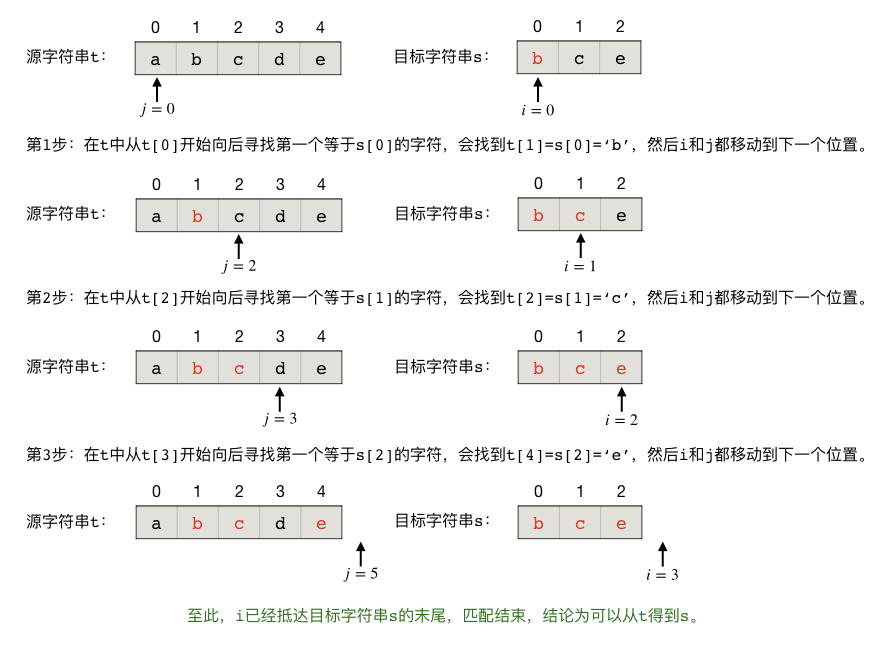 0 1 2 3 4 0 1 2
源字符串t: a b c d e 目标字符串s: b c e
j = 0 i = 0
第1步：在t中从t[0]开始向后寻找第一个等于s[0]的字符，会找到t[1]=s[0]=‘b’，然后i和j都移动到下一个位置。
0 1 2 3 4 0 1 2
源字符串t: a b c d e 目标字符串s: b c e
j = 2 i = 1
第2步：在t中从t[2]开始向后寻找第一个等于s[1]的字符，会找到t[2]=s[1]=‘c’，然后i和j都移动到下一个位置。
0 1 2 3 4 0 1 2
源字符串t: a b c d e 目标字符串s: b c e
j = 3 i = 2
第3步：在t中从t[3]开始向后寻找第一个等于s[2]的字符，会找到t[4]=s[2]=‘e’，然后i和j都移动到下一个位置。
0 1 2 3 4 0 1 2
源字符串t: a b c d e 目标字符串s: b c e
j = 5 i = 3
至此，i已经抵达目标字符串s的末尾，匹配结束，结论为可以从t得到s。